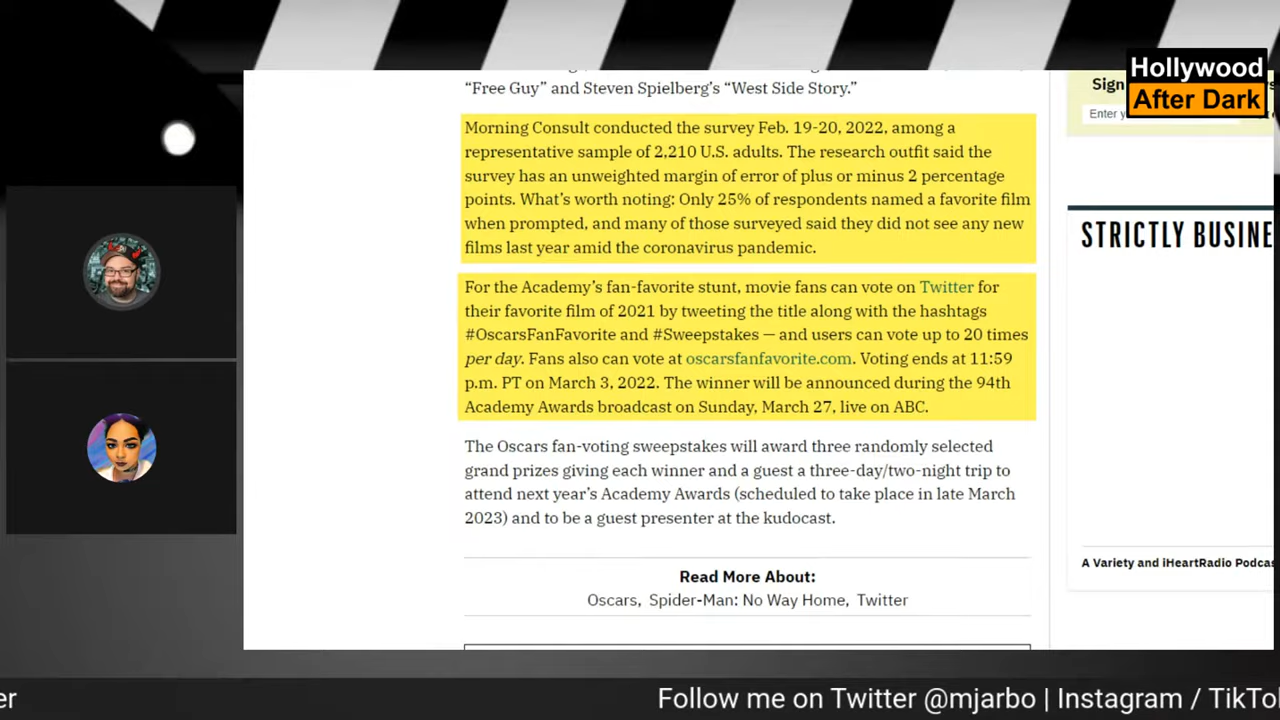 Hollywood
After Dark
"Free Guy" and Steven Spielberg's "West Side Story."
Morning Consult conducted the survey Feb. 19-20, 2022, among a
representative sample of 2,210 U.S. adults. The research outfit said the
survey has an unweighted margin of error of plus or minus 2 percentage
points. What's worth noting: Only 25% of respondents named a favorite film
when prompted, and many of those surveyed said they did not see any new
films last year amid the coronavirus pandemic.
For the Academy's fan-favorite stunt, movie fans can vote on Twitter for
their favorite film of 2021 by tweeting the title along with the hashtags
#OscarsFanFavorite and #Sweepstakes — and users can vote up to 20 times
per day. Fans also can vote at oscarsfanfavorite.com. Voting ends at 11:59
p.m. PT on March 3, 2022. The winner will be announced during the 94th
Academy Awards broadcast on Sunday, March 27, live on ABC.
The Oscars fan-voting sweepstakes will award three randomly selected
grand prizes giving each winner and a guest a three-day/two-night trip to
attend next year's Academy Awards (scheduled to take place in late March
2023) and to be a guest presenter at the kudocast.
Read More About:
Oscars, Spider-Man: No Way Home, Twitter
Sign
Enter
STRICTLY BUSINE
A Variety and iHeartRadio Podcas
er
Follow me on Twitter @mjarbo | Instagram / TikTo